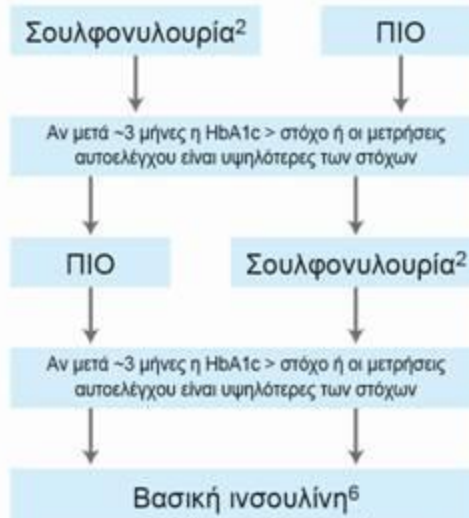 Σουλφονυλουρία²
ΠΙΟ
Αν μετά ~3 μήνες η HbA1c > στόχο ή οι μετρήσεις
αυτοελέγχου είναι υψηλότερες των στόχων
ΠΙΟ
Σουλφονυλουρία²
Αν μετά ~3 μήνες η HbA1c > στόχο ή οι μετρήσεις
αυτοελέγχου είναι υψηλότερες των στόχων
Βασική ινσουλίνη⁶